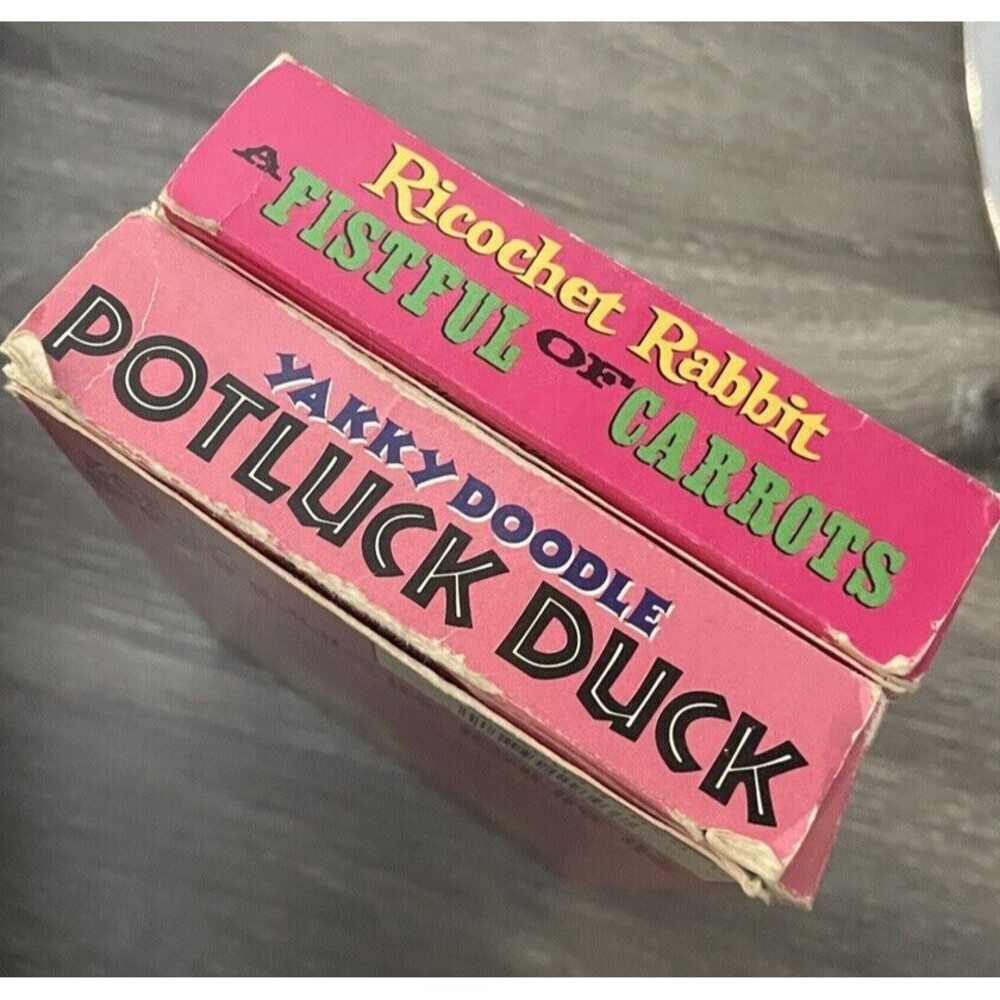 Ricochet Rabbit
A FISTFUL OF CARROTS
YAKKY DOODLE
POTLUCK DUCK